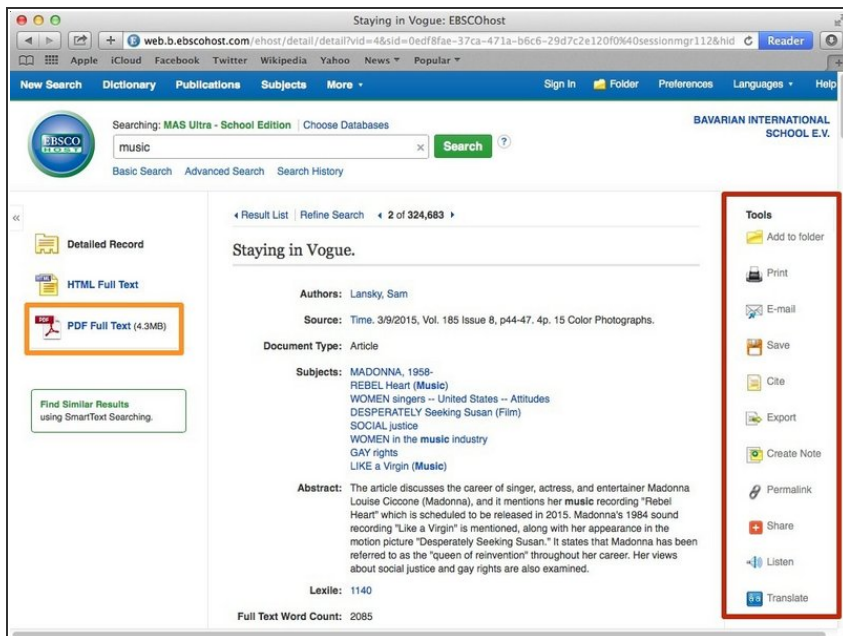 Staying in Vogue: EBSCOhost
web.b.ebscohost.com/ehost/detail/detail?vid=4&sid=0edf8fae-37ca-471a-b6c6-29d7c2e120f0%40sessionmgr112&hid
Reader
Apple iCloud Facebook Twitter Wikipedia Yahoo News Popular
New Search Dictionary Publications Subjects More Sign In Folder Preferences Languages Help
EBSCO
HOST
Searching: MAS Ultra - School Edition Choose Databases
music
Search
?
Basic Search Advanced Search Search History
BAVARIAN INTERNATIONAL
SCHOOL E.V.
Detailed Record
HTML Full Text
PDF Full Text (4.3MB)
Find Similar Results
using SmartText Searching.
Result List Refine Search 2 of 324,683
Staying in Vogue.
Authors: Lansky, Sam
Source: Time. 3/9/2015, Vol. 185 Issue 8, p44-47. 4p. 15 Color Photographs.
Document Type: Article
Subjects: MADONNA, 1958-
REBEL Heart (Music)
WOMEN singers -- United States -- Attitudes
DESPERATELY Seeking Susan (Film)
SOCIAL justice
WOMEN in the music industry
GAY rights
LIKE a Virgin (Music)
Abstract: The article discusses the career of singer, actress, and entertainer Madonna
Louise Ciccone (Madonna), and it mentions her music recording "Rebel
Heart" which is scheduled to be released in 2015. Madonna's 1984 sound
recording "Like a Virgin" is mentioned, along with her appearance in the
motion picture "Desperately Seeking Susan." It states that Madonna has been
referred to as the "queen of reinvention" throughout her career. Her views
about social justice and gay rights are also examined.
Lexile: 1140
Full Text Word Count: 2085
Tools
Add to folder
Print
E-mail
Save
Cite
Export
Create Note
Permalink
Share
Listen
Translate